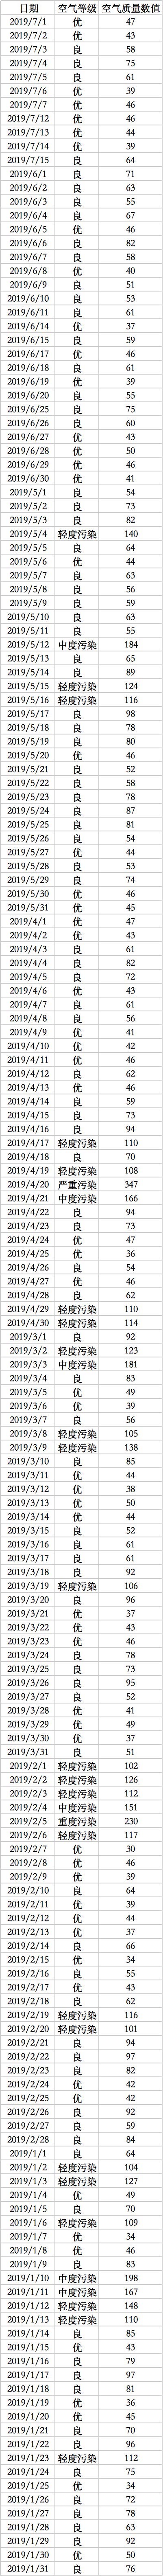 日期 空气等级 空气质量数值
2019/7/1 优 47
2019/7/2 优 43
2019/7/3 良 58
2019/7/4 良 75
2019/7/5 良 61
2019/7/6 优 39
2019/7/7 优 46
2019/7/12 优 46
2019/7/13 优 44
2019/7/14 优 39
2019/7/15 良 64
2019/6/1 良 71
2019/6/2 良 63
2019/6/3 良 55
2019/6/4 良 67
2019/6/5 优 46
2019/6/6 良 82
2019/6/7 良 58
2019/6/8 优 40
2019/6/9 良 51
2019/6/10 良 53
2019/6/11 良 61
2019/6/14 优 37
2019/6/15 良 59
2019/6/17 优 46
2019/6/18 良 61
2019/6/19 优 39
2019/6/20 良 55
2019/6/25 良 75
2019/6/26 良 60
2019/6/27 优 43
2019/6/28 优 50
2019/6/29 优 46
2019/6/30 优 41
2019/5/1 良 54
2019/5/2 良 73
2019/5/3 良 82
2019/5/4 轻度污染 140
2019/5/5 良 64
2019/5/6 优 44
2019/5/7 良 63
2019/5/8 良 56
2019/5/9 良 59
2019/5/10 良 63
2019/5/11 良 55
2019/5/12 中度污染 184
2019/5/13 良 65
2019/5/14 良 89
2019/5/15 轻度污染 124
2019/5/16 轻度污染 116
2019/5/17 良 98
2019/5/18 良 78
2019/5/19 良 80
2019/5/20 优 46
2019/5/21 良 52
2019/5/22 良 58
2019/5/23 良 78
2019/5/24 良 87
2019/5/25 良 81
2019/5/26 良 54
2019/5/27 优 44
2019/5/28 良 53
2019/5/29 良 74
2019/5/30 优 46
2019/5/31 优 45
2019/4/1 优 47
2019/4/2 优 43
2019/4/3 良 61
2019/4/4 良 82
2019/4/5 良 72
2019/4/6 优 43
2019/4/7 良 61
2019/4/8 良 56
2019/4/9 优 41
2019/4/10 优 42
2019/4/11 优 46
2019/4/12 良 62
2019/4/13 优 46
2019/4/14 良 59
2019/4/15 良 73
2019/4/16 良 94
2019/4/17 轻度污染 110
2019/4/18 良 70
2019/4/19 轻度污染 108
2019/4/20 严重污染 347
2019/4/21 中度污染 166
2019/4/22 良 94
2019/4/23 良 73
2019/4/24 优 47
2019/4/25 优 36
2019/4/26 良 54
2019/4/27 优 46
2019/4/28 良 62
2019/4/29 轻度污染 110
2019/4/30 轻度污染 114
2019/3/1 良 92
2019/3/2 轻度污染 123
2019/3/3 中度污染 181
2019/3/4 良 83
2019/3/5 优 49
2019/3/6 优 39
2019/3/7 良 56
2019/3/8 轻度污染 105
2019/3/9 轻度污染 138
2019/3/10 良 85
2019/3/11 优 44
2019/3/12 优 38
2019/3/13 优 50
2019/3/14 优 44
2019/3/15 良 52
2019/3/16 良 61
2019/3/17 良 61
2019/3/18 良 92
2019/3/19 轻度污染 106
2019/3/20 良 96
2019/3/21 优 37
2019/3/22 优 43
2019/3/23 优 46
2019/3/24 良 78
2019/3/25 良 73
2019/3/26 良 95
2019/3/27 良 52
2019/3/28 优 41
2019/3/29 优 49
2019/3/30 优 37
2019/3/31 良 51
2019/2/1 轻度污染 102
2019/2/2 轻度污染 126
2019/2/3 轻度污染 112
2019/2/4 中度污染 151
2019/2/5 重度污染 230
2019/2/6 轻度污染 117
2019/2/7 优 30
2019/2/8 优 46
2019/2/9 优 39
2019/2/10 良 64
2019/2/11 优 39
2019/2/12 优 44
2019/2/13 优 37
2019/2/14 良 66
2019/2/15 优 34
2019/2/16 良 55
2019/2/17 优 43
2019/2/18 良 62
2019/2/19 轻度污染 116
2019/2/20 轻度污染 101
2019/2/21 良 94
2019/2/22 良 97
2019/2/23 良 82
2019/2/24 优 42
2019/2/25 优 42
2019/2/26 良 92
2019/2/27 良 59
2019/2/28 良 84
2019/1/1 良 64
2019/1/2 轻度污染 104
2019/1/3 轻度污染 127
2019/1/4 优 49
2019/1/5 良 70
2019/1/6 轻度污染 109
2019/1/7 优 34
2019/1/8 优 46
2019/1/9 良 83
2019/1/10 中度污染 198
2019/1/11 中度污染 167
2019/1/12 轻度污染 148
2019/1/13 轻度污染 110
2019/1/14 良 85
2019/1/15 优 43
2019/1/16 良 79
2019/1/17 良 97
2019/1/18 良 81
2019/1/19 优 36
2019/1/20 优 45
2019/1/21 良 70
2019/1/22 良 96
2019/1/23 轻度污染 112
2019/1/24 良 75
2019/1/25 优 34
2019/1/26 良 72
2019/1/27 良 78
2019/1/28 良 63
2019/1/29 良 92
2019/1/30 优 50
2019/1/31 良 76